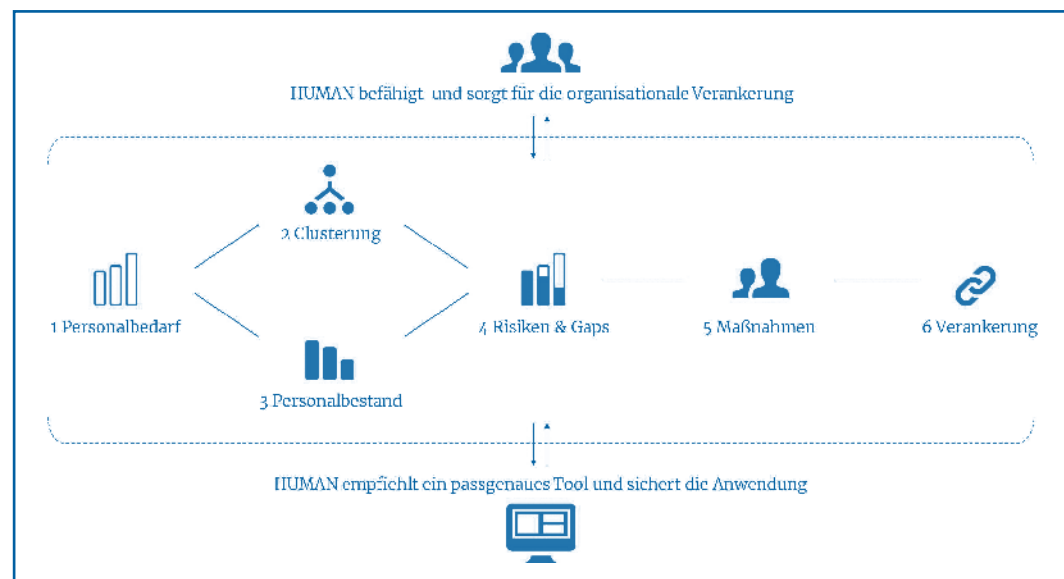 HUMAN befähigt und sorgt für die organisationale Verankerung
2 Clusterung
1 Personalbedarf
4 Risiken & Gaps
5 Maßnahmen
6 Verankerung
3 Personalbestand
HUMAN empfiehlt ein passgenaues Tool und sichert die Anwendung